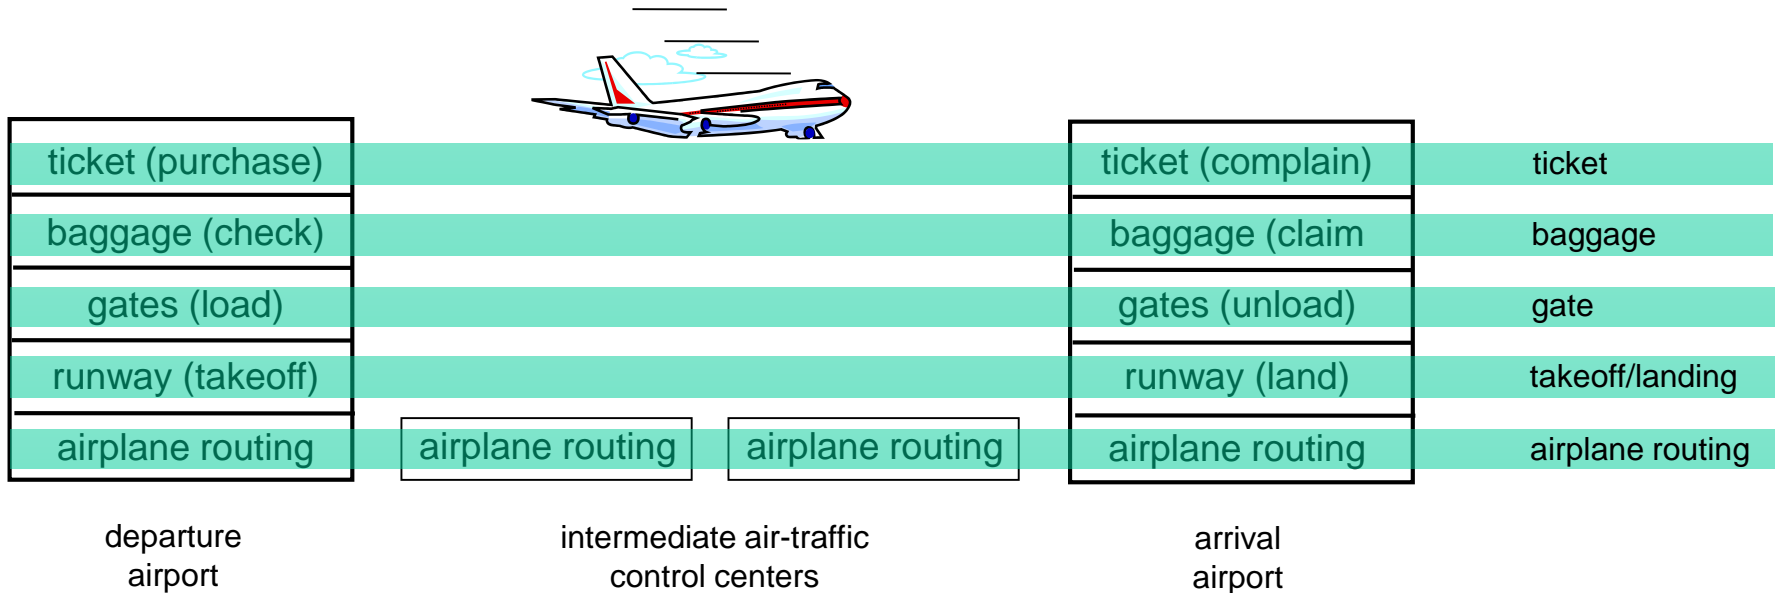 ticket (purchase) ticket (complain) ticket
baggage (check) baggage (claim baggage
gates (load) gates (unload) gate
runway (takeoff) runway (land) takeoff/landing
airplane routing airplane routing airplane routing airplane routing airplane routing
departure
airport
intermediate air-traffic
control centers
arrival
airport